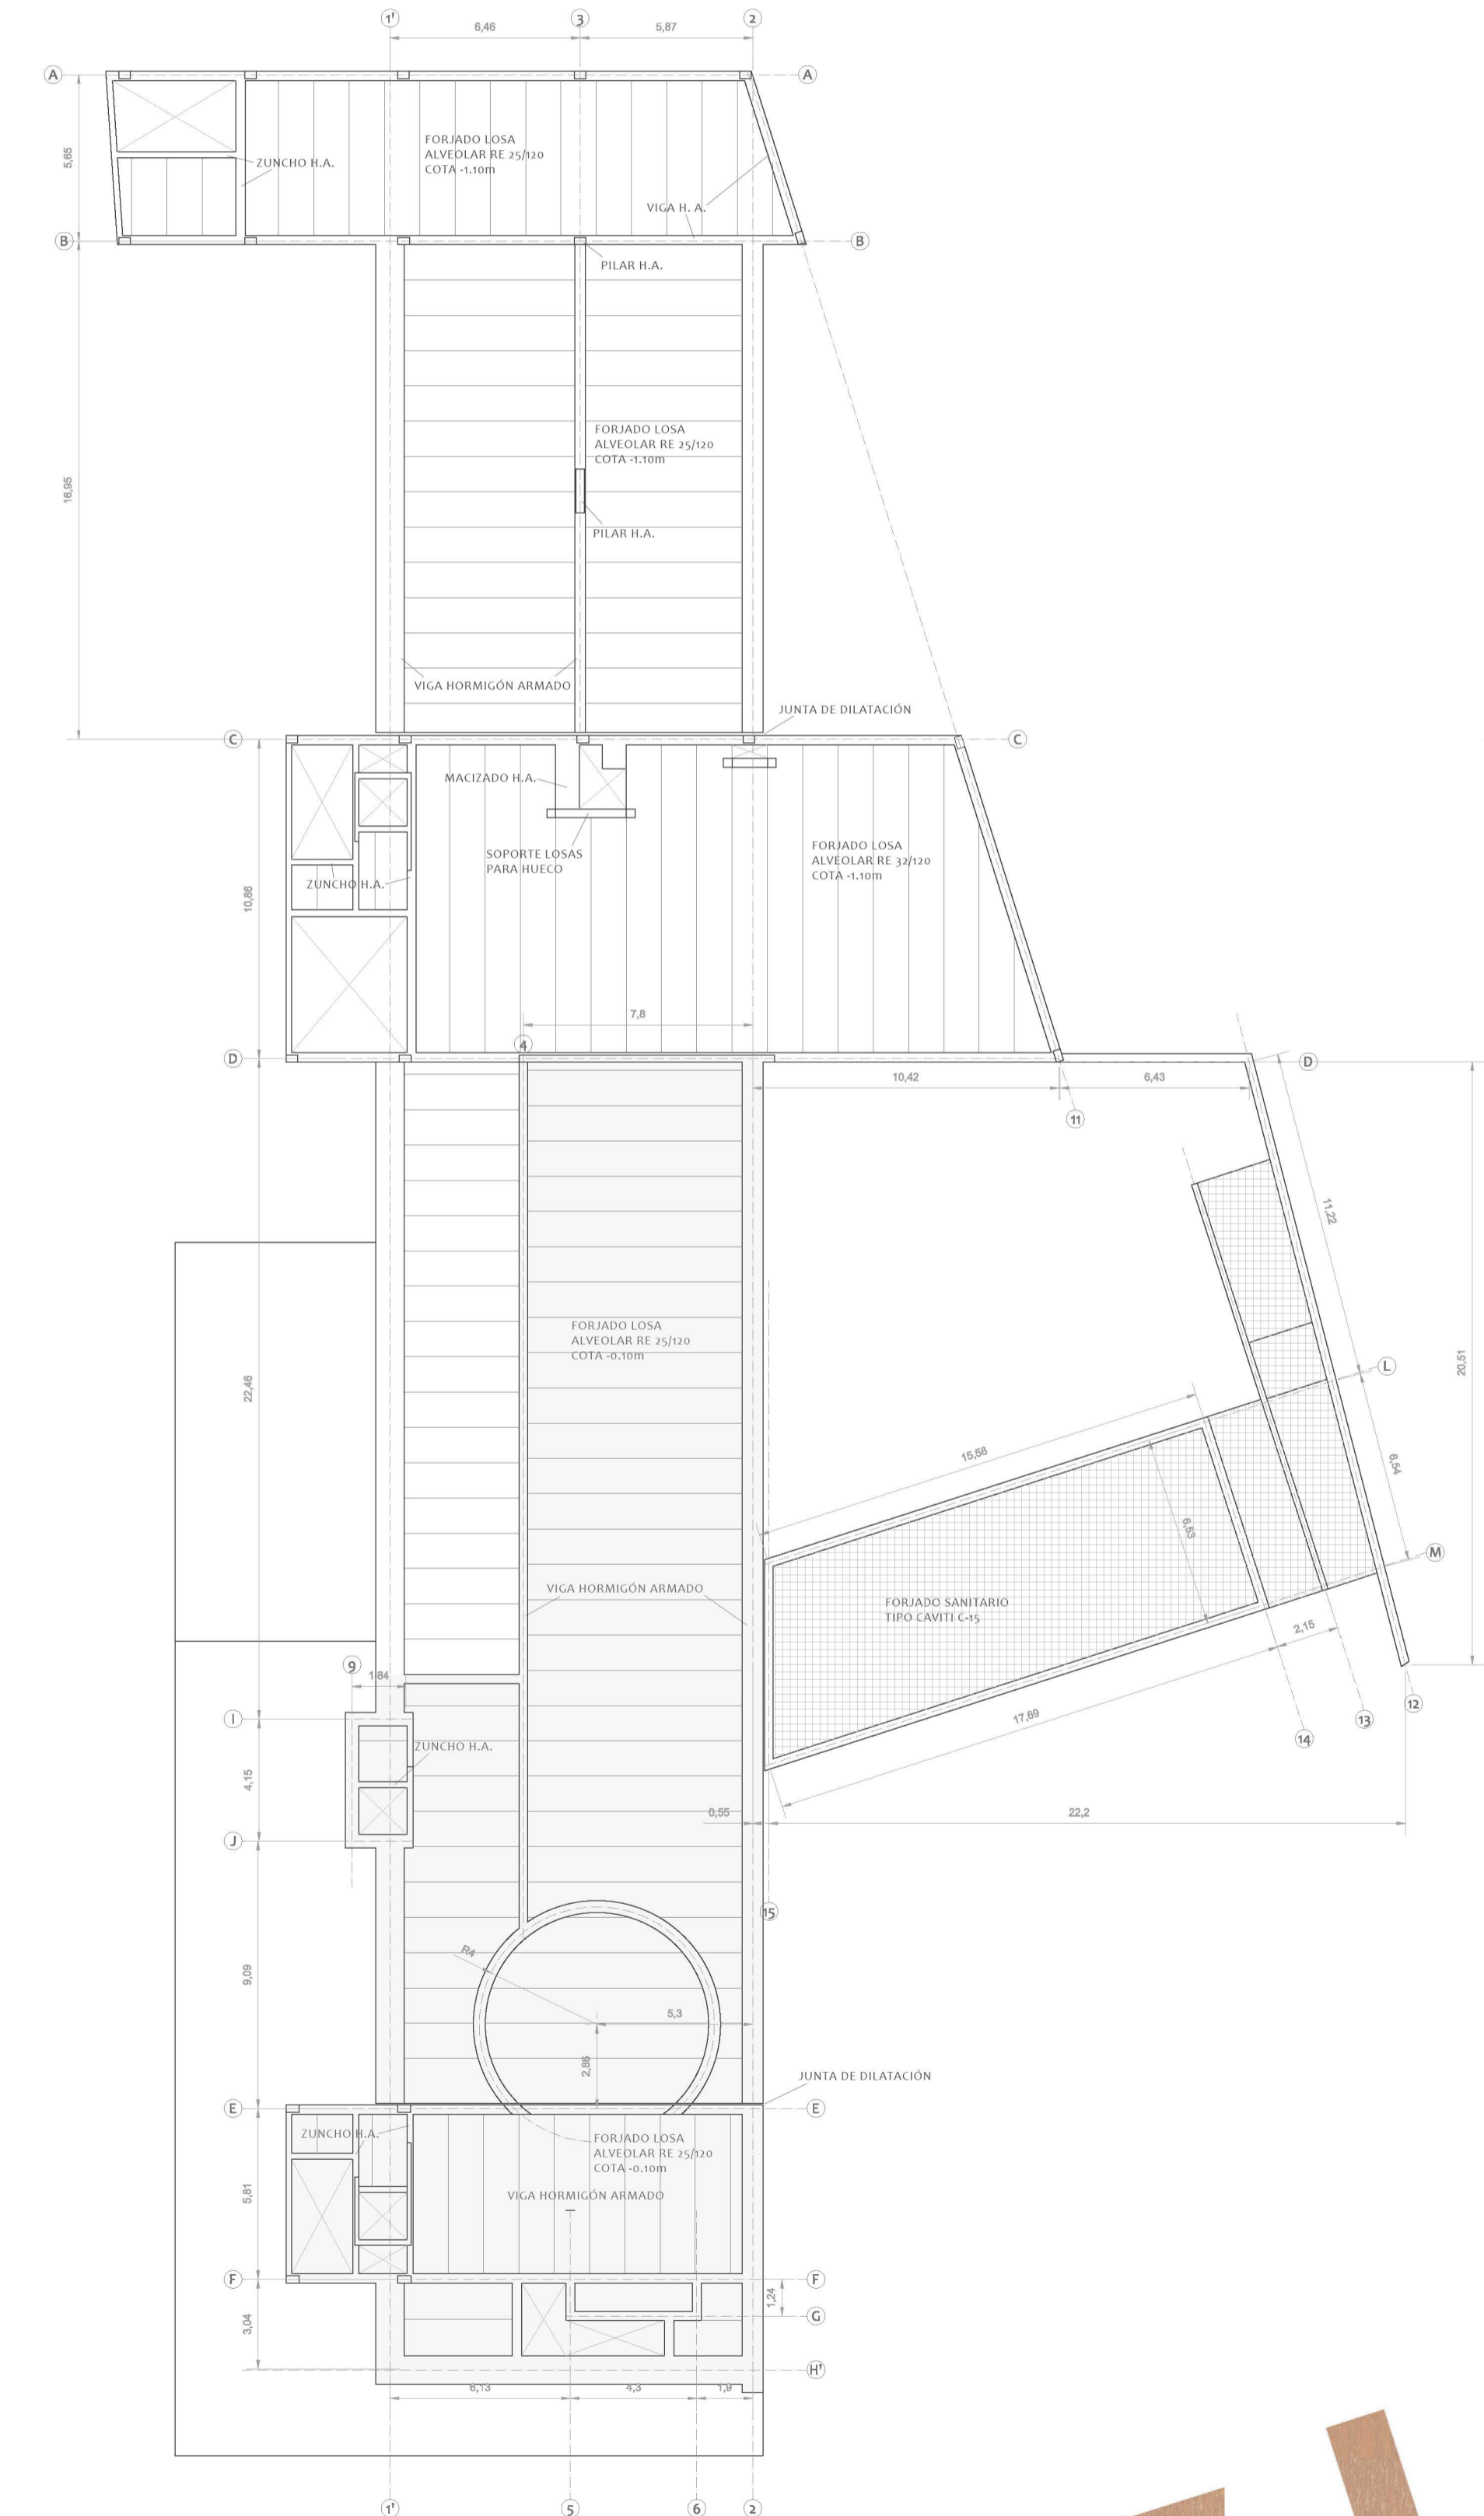 1'
3
2
6,46
5,87
A
A
5,65
FORJADO LOSA
ALVEOLAR RE 25/120
COTA -1.10m
ZUNCHO H.A.
VIGA H. A.
B
B
PILAR H.A.
16,95
FORJADO LOSA
ALVEOLAR RE 25/120
COTA -1.10m
PILAR H.A.
VIGA HORMIGÓN ARMADO
JUNTA DE DILATACIÓN
C
C
MACIZADO H.A.
10,86
SOPORTE LOSAS
PARA HUECO
FORJADO LOSA
ALVEOLAR RE 32/120
COTA -1.10m
ZUNCHO H.A.
7,8
4
D
D
10,42
6,43
11
11,22
22,46
20,51
FORJADO LOSA
ALVEOLAR RE 25/120
COTA -0.10m
L
15,58
6,54
6,53
M
VIGA HORMIGÓN ARMADO
FORJADO SANITARIO
TIPO CAVITI C-15
2,15
9
1,84
12
13
14
17,69
I
ZUNCHO H.A.
4,15
0,55
22,2
J
15
9,09
R4
5,3
2,86
JUNTA DE DILATACIÓN
E
E
ZUNCHO H.A.
FORJADO LOSA
ALVEOLAR RE 25/120
COTA -0.10m
5,81
VIGA HORMIGÓN ARMADO
F
F
1,24
G
3,04
H'
6,13
4,3
1,9
1'
5
6
2